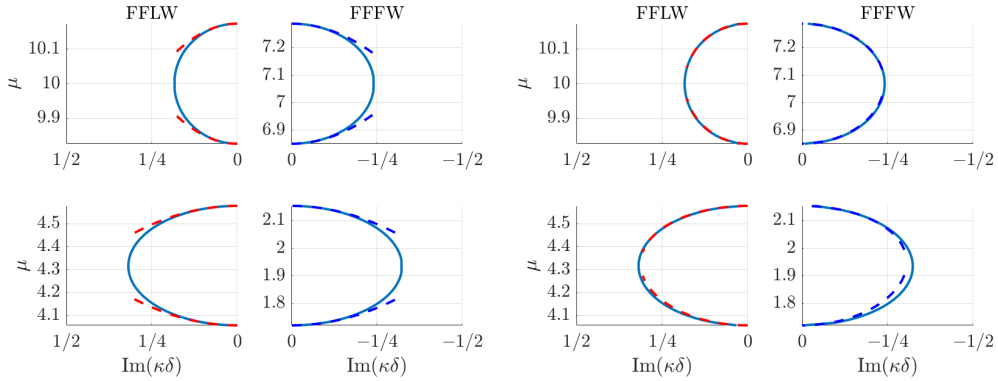 FFLW FFFW FFLW FFFW
10.1 7.2 10.1 7.2
μ 10 7.1 μ 10 7.1
7 7
9.9 9.9
6.9 6.9
1/2 1/4 0 0 −1/4 −1/2 1/2 1/4 0 0 −1/4 −1/2
4.5 2.1 4.5 2.1
4.4 2 4.4 2
μ 4.3 μ 4.3
4.2 1.9 4.2 1.9
1.8 1.8
4.1 4.1
1/2 1/4 0 0 −1/4 −1/2 1/2 1/4 0 0 −1/4 −1/2
Im(κδ) Im(κδ) Im(κδ) Im(κδ)